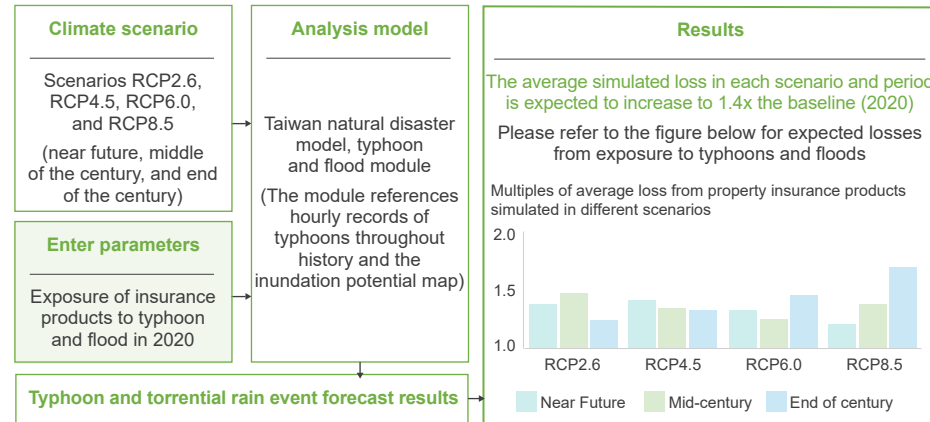 Climate scenario
Scenarios RCP2.6,
RCP4.5, RCP6.0,
and RCP8.5
(near future, middle
of the century, and end
of the century)
Enter parameters
Exposure of insurance
products to typhoon
and flood in 2020
Analysis model
Taiwan natural disaster
model, typhoon
and flood module
(The module references
hourly records of
typhoons throughout
history and the
inundation potential map)
Typhoon and torrential rain event forecast results
Results
The average simulated loss in each scenario and period
is expected to increase to 1.4x the baseline (2020)
Please refer to the figure below for expected losses
from exposure to typhoons and floods
Multiples of average loss from property insurance products
simulated in different scenarios
2.0
1.5
1.0
RCP2.6 RCP4.5 RCP6.0 RCP8.5
Near Future Mid-century End of century